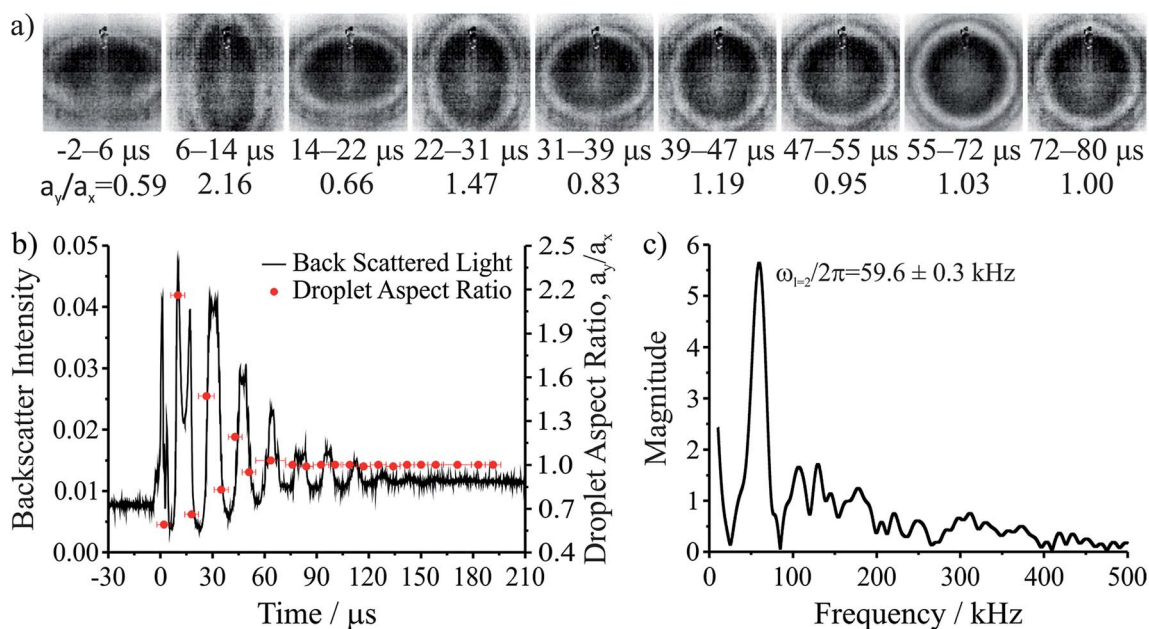 a)
-2–6 μs 6–14 μs 14–22 μs 22–31 μs 31–39 μs 39–47 μs 47–55 μs 55–72 μs 72–80 μs
a_y/a_x=0.59 2.16 0.66 1.47 0.83 1.19 0.95 1.03 1.00
b)
Back Scattered Light
Droplet Aspect Ratio
Backscatter Intensity
0.05
0.04
0.03
0.02
0.01
0.00
Droplet Aspect Ratio, a_y/a_x
2.5
2.2
1.9
1.6
1.3
1.0
0.7
0.4
-30 0 30 60 90 120 150 180 210
Time / μs
c)
ω_l=2/2π=59.6 ± 0.3 kHz
Magnitude
6
5
4
3
2
1
0
0 100 200 300 400 500
Frequency / kHz